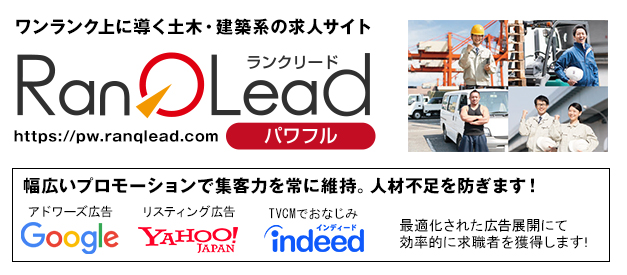 ワンランク上に導く土木・建築系の求人サイト
ランクリード
RanQLead
https://pw.ranqlead.com パワフル
幅広いプロモーションで集客力を常に維持。人材不足を防ぎます！
アドワーズ広告 リスティング広告 TVCMでおなじみ
Google YAHOO! JAPAN インディード indeed
最適化された広告展開にて
効率的に求職者を獲得します!